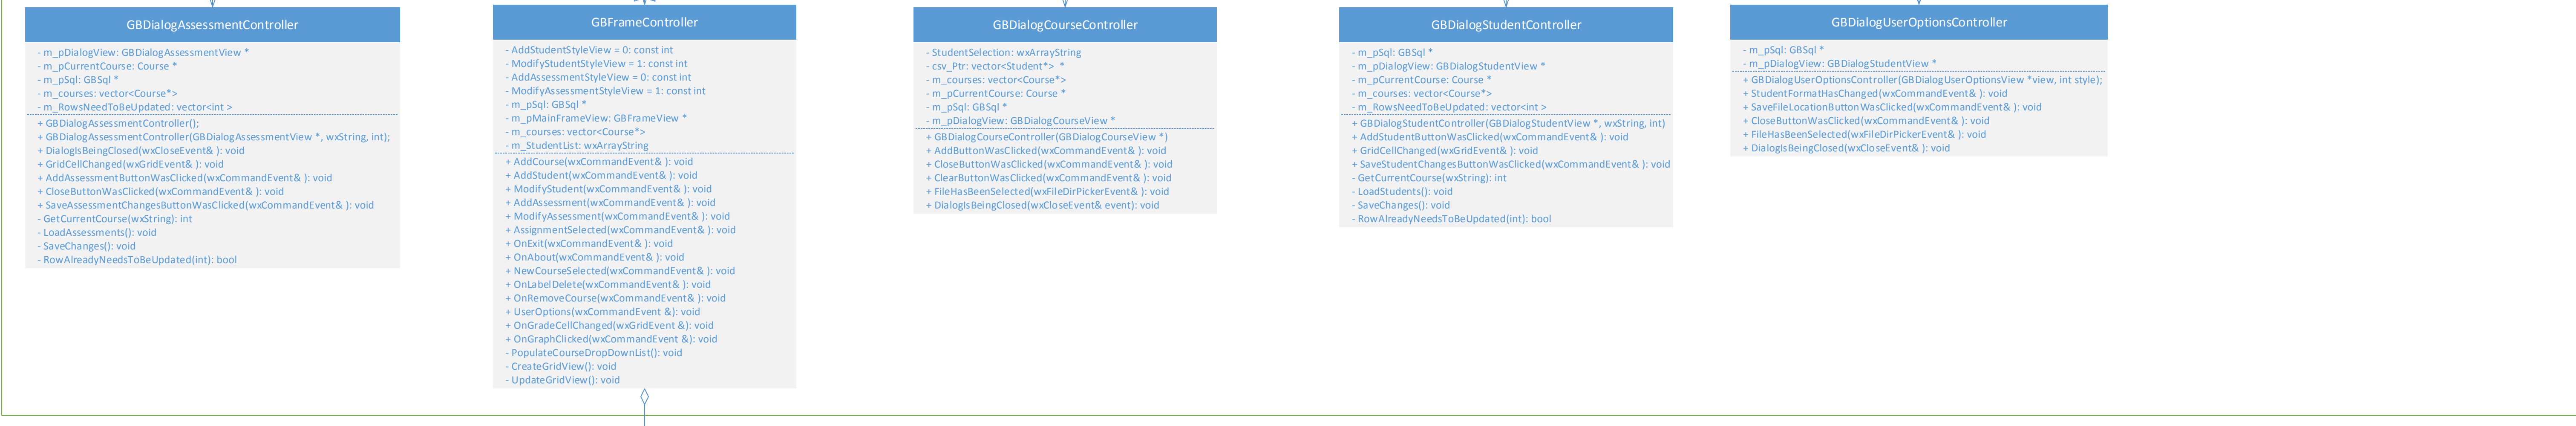 GBDialogAssessmentController
- m_pDialogView: GBDialogAssessmentView *
- m_pCurrentCourse: Course *
- m_pSql: GBSql *
- m_courses: vector<Course*>
- m_RowsNeedToBeUpdated: vector<int >
+ GBDialogAssessmentController();
+ GBDialogAssessmentController(GBDialogAssessmentView *, wxString, int);
+ DialogIsBeingClosed(wxCloseEvent& ): void
+ GridCellChanged(wxGridEvent& ): void
+ AddAssessmentButtonWasClicked(wxCommandEvent& ): void
+ CloseButtonWasClicked(wxCommandEvent& ): void
+ SaveAssessmentChangesButtonWasClicked(wxCommandEvent& ): void
- GetCurrentCourse(wxString): int
- LoadAssessments(): void
- SaveChanges(): void
- RowAlreadyNeedsToBeUpdated(int): bool
GBFrameController
- AddStudentStyleView = 0: const int
- ModifyStudentStyleView = 1: const int
- AddAssessmentStyleView = 0: const int
- ModifyAssessmentStyleView = 1: const int
- m_pSql: GBSql *
- m_pMainFrameView: GBFrameView *
- m_courses: vector<Course*>
- m_StudentList: wxArrayString
+ AddCourse(wxCommandEvent& ): void
+ AddStudent(wxCommandEvent& ): void
+ ModifyStudent(wxCommandEvent& ): void
+ AddAssessment(wxCommandEvent& ): void
+ ModifyAssessment(wxCommandEvent& ): void
+ AssignmentSelected(wxCommandEvent& ): void
+ OnExit(wxCommandEvent& ): void
+ OnAbout(wxCommandEvent& ): void
+ NewCourseSelected(wxCommandEvent& ): void
+ OnLabelDelete(wxCommandEvent& ): void
+ OnRemoveCourse(wxCommandEvent& ): void
+ UserOptions(wxCommandEvent &): void
+ OnGradeCellChanged(wxGridEvent &): void
+ OnGraphClicked(wxCommandEvent &): void
- PopulateCourseDropDownList(): void
- CreateGridView(): void
- UpdateGridView(): void
GBDialogCourseController
- StudentSelection: wxArrayString
- csv_Ptr: vector<Student*> *
- m_courses: vector<Course*>
- m_pCurrentCourse: Course *
- m_pSql: GBSql *
- m_pDialogView: GBDialogCourseView *
+ GBDialogCourseController(GBDialogCourseView *)
+ AddButtonWasClicked(wxCommandEvent& ): void
+ CloseButtonWasClicked(wxCommandEvent& ): void
+ ClearButtonWasClicked(wxCommandEvent& ): void
+ FileHasBeenSelected(wxFileDirPickerEvent& ): void
+ DialogIsBeingClosed(wxCloseEvent& event): void
GBDialogStudentController
- m_pSql: GBSql *
- m_pDialogView: GBDialogStudentView *
- m_pCurrentCourse: Course *
- m_courses: vector<Course*>
- m_RowsNeedToBeUpdated: vector<int >
+ GBDialogStudentController(GBDialogStudentView *, wxString, int)
+ AddStudentButtonWasClicked(wxCommandEvent& ): void
+ GridCellChanged(wxGridEvent& ): void
+ SaveStudentChangesButtonWasClicked(wxCommandEvent& ): void
- GetCurrentCourse(wxString): int
- LoadStudents(): void
- SaveChanges(): void
- RowAlreadyNeedsToBeUpdated(int): bool
GBDialogUserOptionsController
- m_pSql: GBSql *
- m_pDialogView: GBDialogStudentView *
+ GBDialogUserOptionsController(GBDialogUserOptionsView *view, int style);
+ StudentFormatHasChanged(wxCommandEvent& ): void
+ SaveFileLocationButtonWasClicked(wxCommandEvent& ): void
+ CloseButtonWasClicked(wxCommandEvent& ): void
+ FileHasBeenSelected(wxFileDirPickerEvent& ): void
+ DialogIsBeingClosed(wxCloseEvent& ): void